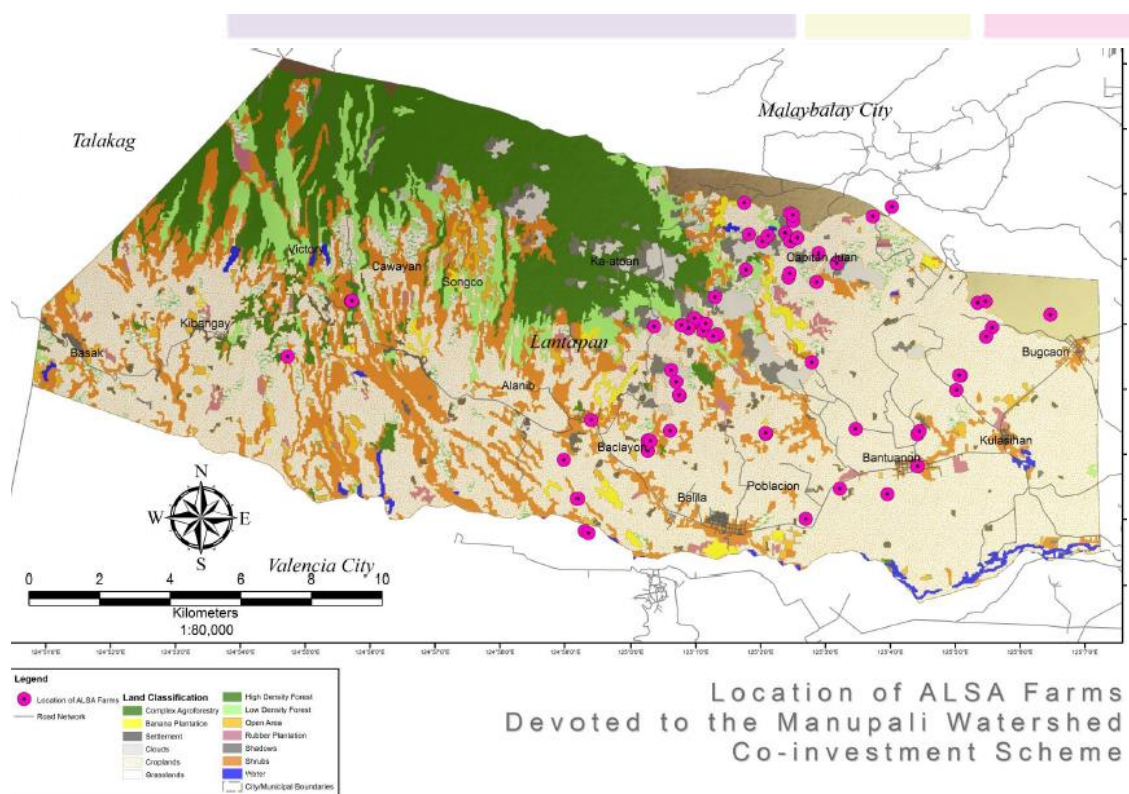 Malaybalay City
Talakag
Victory
Cawayan
Songco
Ka-atoan
Capitan Juan
Kibangay
Basak
Lantapan
Bugcaon
Alanib
Baclayon
Kulasihan
Bantuanon
Poblacion
Balila
N
W E
S
Valencia City
0 2 4 6 8 10
Kilometers
1:80,000
Legend
Location of ALSA Farms
Road Network
Land Classification
Complex Agroforestry
Banana Plantation
Settlement
Clouds
Croplands
Grasslands
High Density Forest
Low Density Forest
Open Area
Rubber Plantation
Shadows
Shrubs
Water
City/Municipal Boundaries
Location of ALSA Farms
Devoted to the Manupali Watershed
Co-investment Scheme